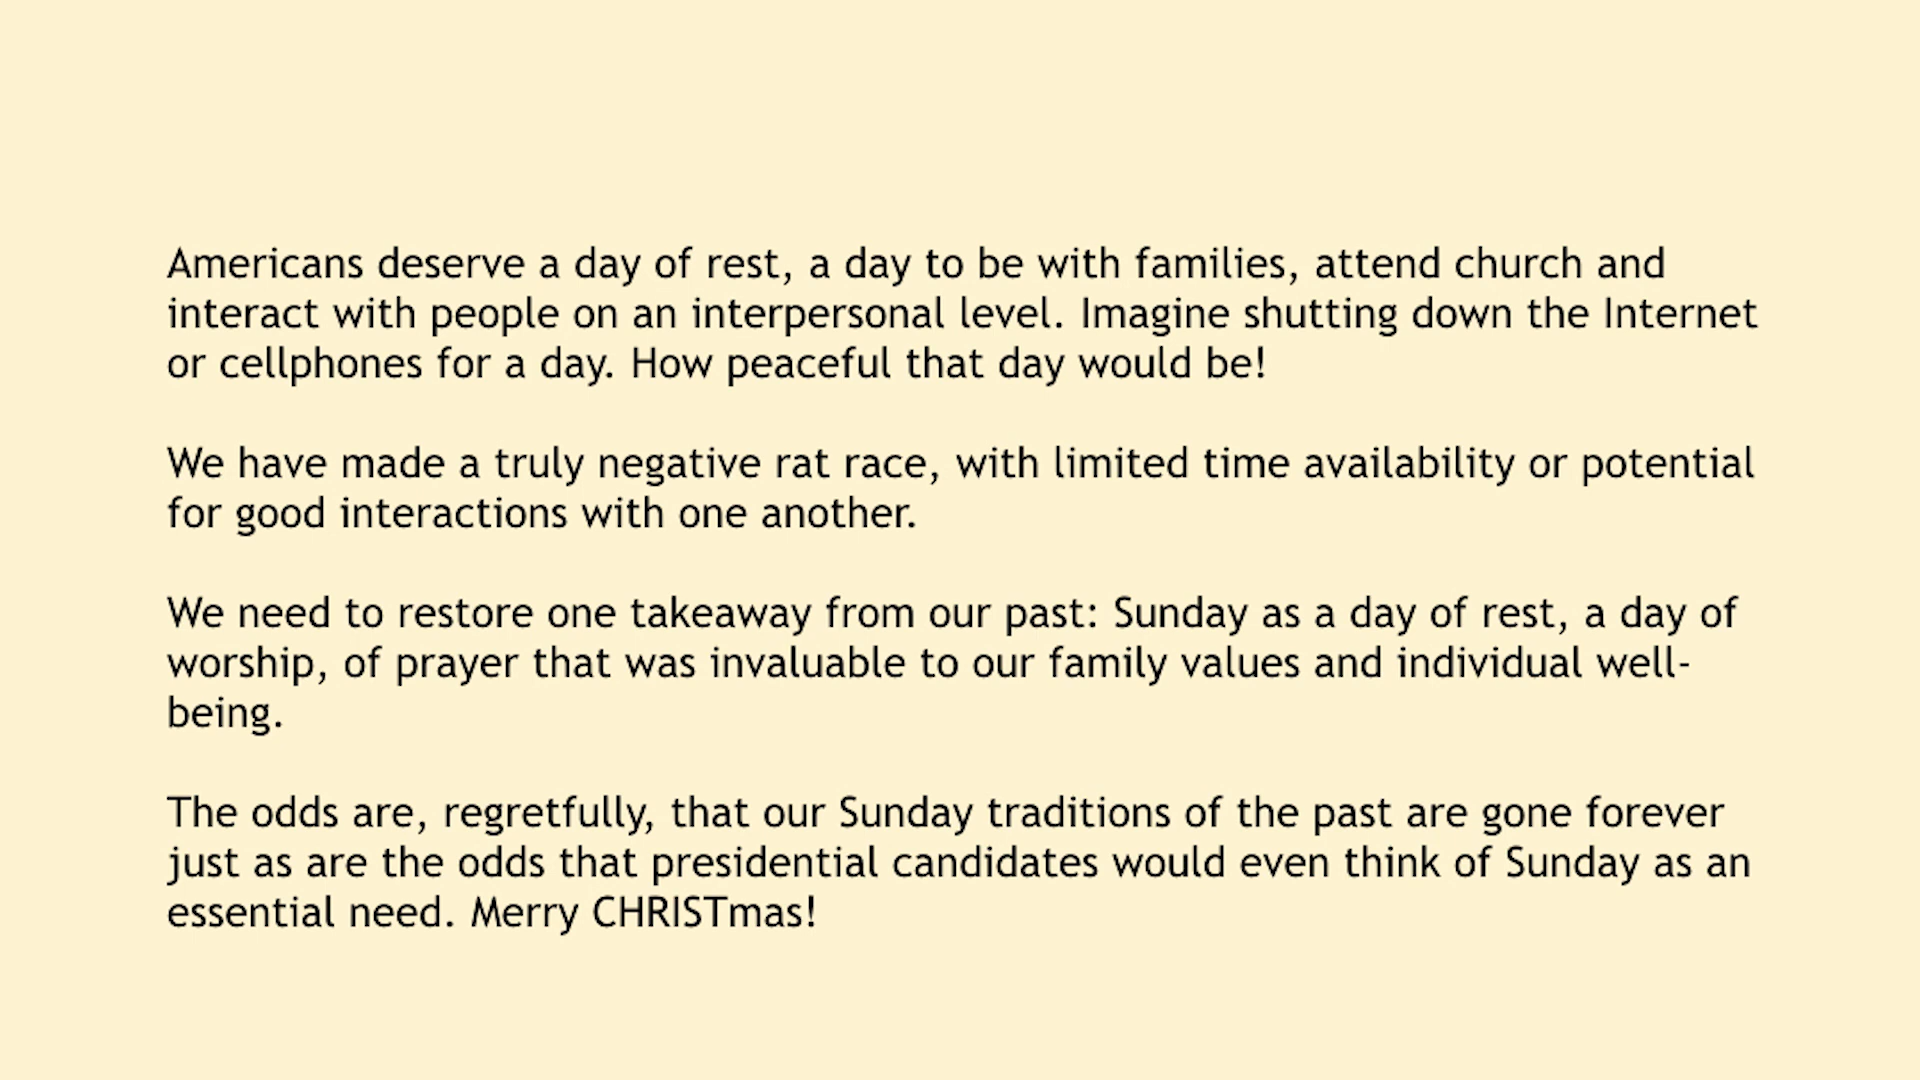 Americans deserve a day of rest, a day to be with families, attend church and
interact with people on an interpersonal level. Imagine shutting down the Internet
or cellphones for a day. How peaceful that day would be!
We have made a truly negative rat race, with limited time availability or potential
for good interactions with one another.
We need to restore one takeaway from our past: Sunday as a day of rest, a day of
worship, of prayer that was invaluable to our family values and individual well-
being.
The odds are, regretfully, that our Sunday traditions of the past are gone forever
just as are the odds that presidential candidates would even think of Sunday as an
essential need. Merry CHRISTmas!